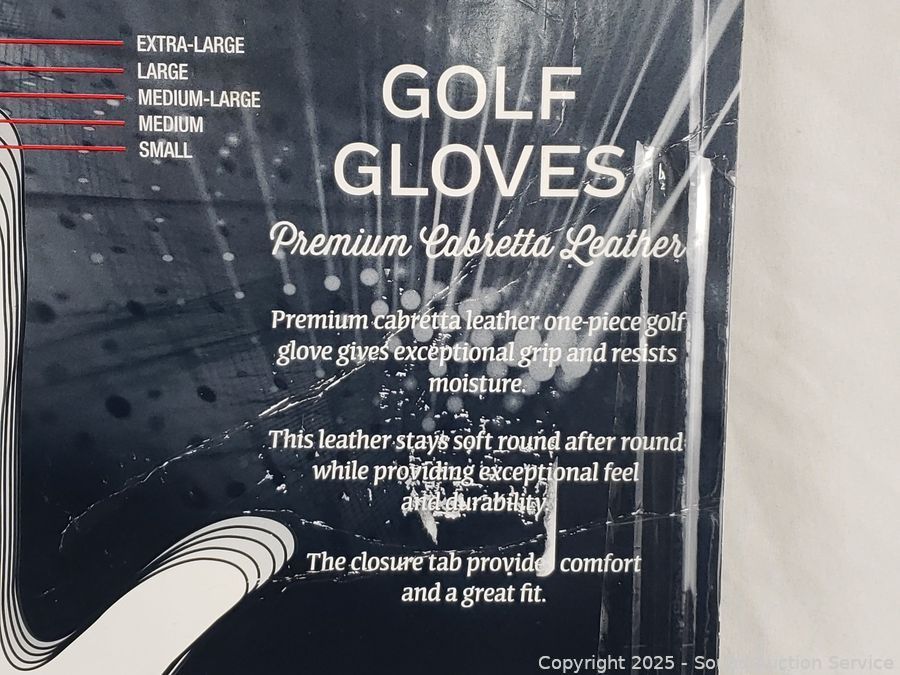 EXTRA-LARGE
LARGE
MEDIUM-LARGE
MEDIUM
SMALL
GOLF
GLOVES
Premium Cabretta Leather
Premium cabretta leather one-piece golf
glove gives exceptional grip and resists
moisture.
This leather stays soft round after round
while providing exceptional feel
and durability.
The closure tab provides comfort
and a great fit.
Copyright 2025 - Sound Auction Service